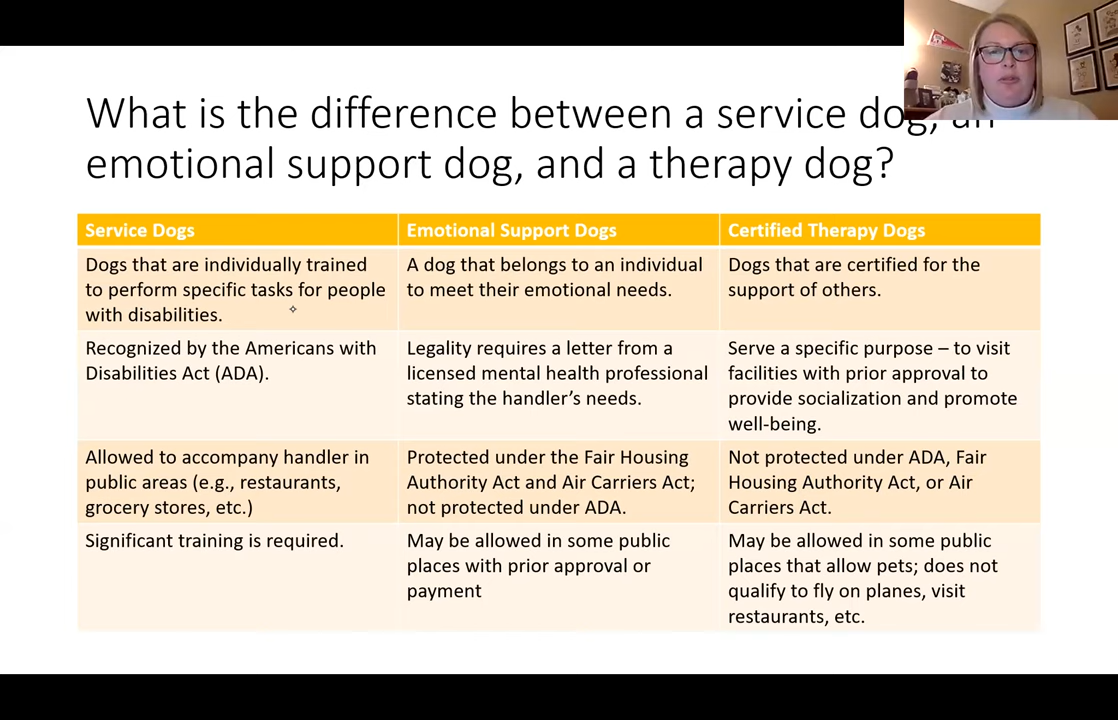 What is the difference between a service dog, an
emotional support dog, and a therapy dog?
Service Dogs
Emotional Support Dogs
Certified Therapy Dogs
Dogs that are individually trained
to perform specific tasks for people
with disabilities.
A dog that belongs to an individual
to meet their emotional needs.
Dogs that are certified for the
support of others.
Recognized by the Americans with
Disabilities Act (ADA).
Legality requires a letter from a
licensed mental health professional
stating the handler’s needs.
Serve a specific purpose – to visit
facilities with prior approval to
provide socialization and promote
well-being.
Allowed to accompany handler in
public areas (e.g., restaurants,
grocery stores, etc.)
Protected under the Fair Housing
Authority Act and Air Carriers Act;
not protected under ADA.
Not protected under ADA, Fair
Housing Authority Act, or Air
Carriers Act.
Significant training is required.
May be allowed in some public
places with prior approval or
payment
May be allowed in some public
places that allow pets; does not
qualify to fly on planes, visit
restaurants, etc.